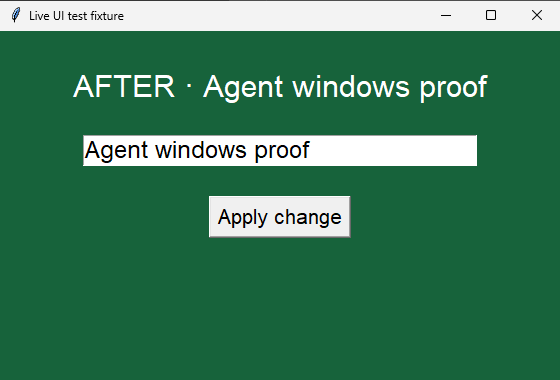 Live UI test fixture
AFTER · Agent windows proof
Agent windows proof
Apply change